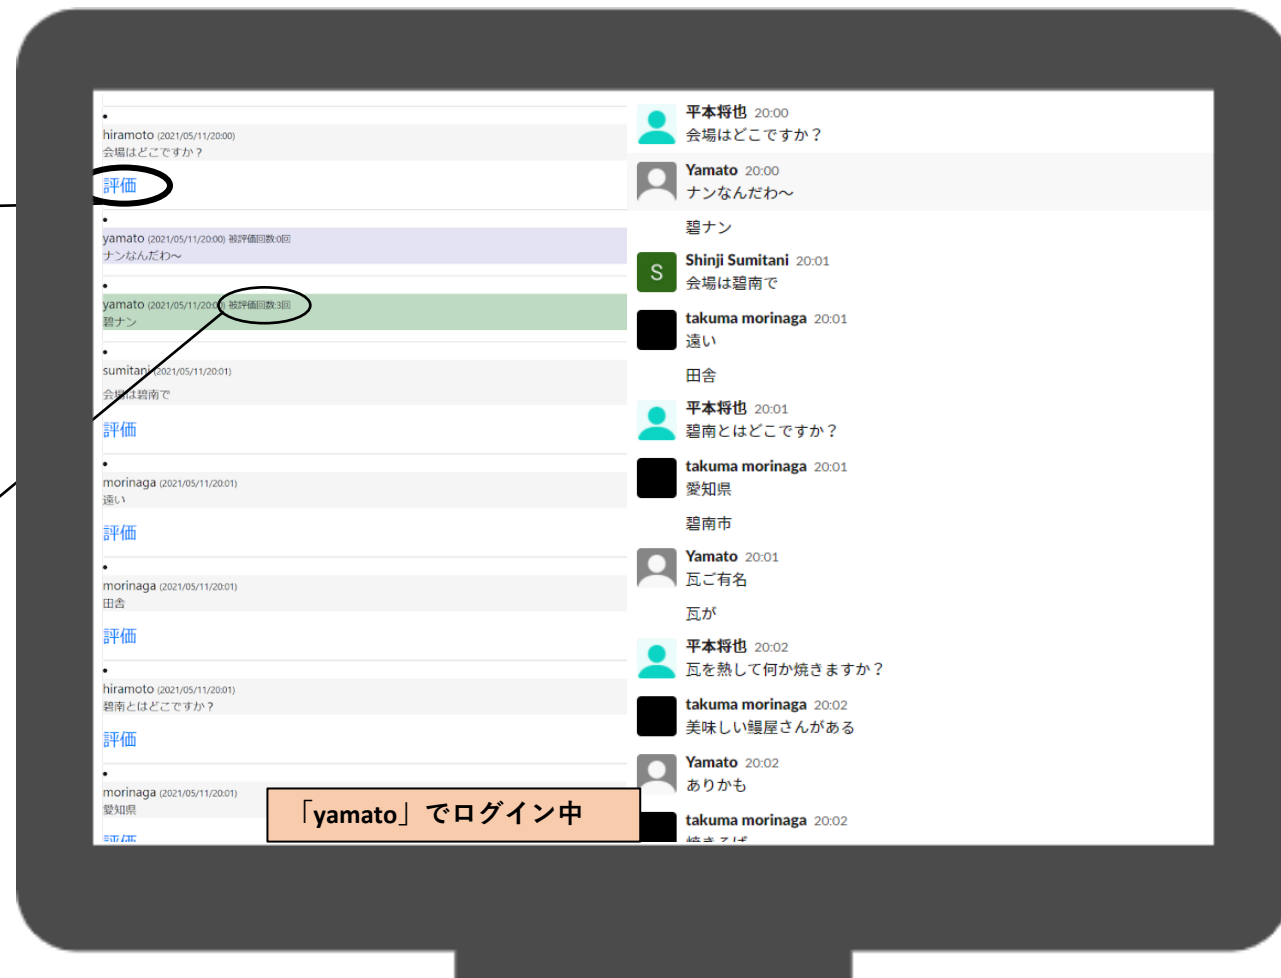 hiramoto (2021/05/11/20:00)
会場はどこですか？
評価
yamato (2021/05/11/20:00) 被評価回数:0回
ナンなんだわ～
yamato (2021/05/11/20:00) 被評価回数:3回
碧ナン
sumitani (2021/05/11/20:01)
会場は碧南で
評価
morinaga (2021/05/11/20:01)
遠い
評価
morinaga (2021/05/11/20:01)
田舎
評価
hiramoto (2021/05/11/20:01)
碧南とはどこですか？
評価
morinaga (2021/05/11/20:01)
愛知県
評価
「yamato」でログイン中
平本将也 20:00
会場はどこですか？
Yamato 20:00
ナンなんだわ～
碧ナン
S
Shinji Sumitani 20:01
会場は碧南で
takuma morinaga 20:01
遠い
田舎
平本将也 20:01
碧南とはどこですか？
takuma morinaga 20:01
愛知県
碧南市
Yamato 20:01
瓦ご有名
瓦が
平本将也 20:02
瓦を熱して何か焼きますか？
takuma morinaga 20:02
美味しい鰻屋さんがある
Yamato 20:02
ありかも
takuma morinaga 20:02
焼きそば